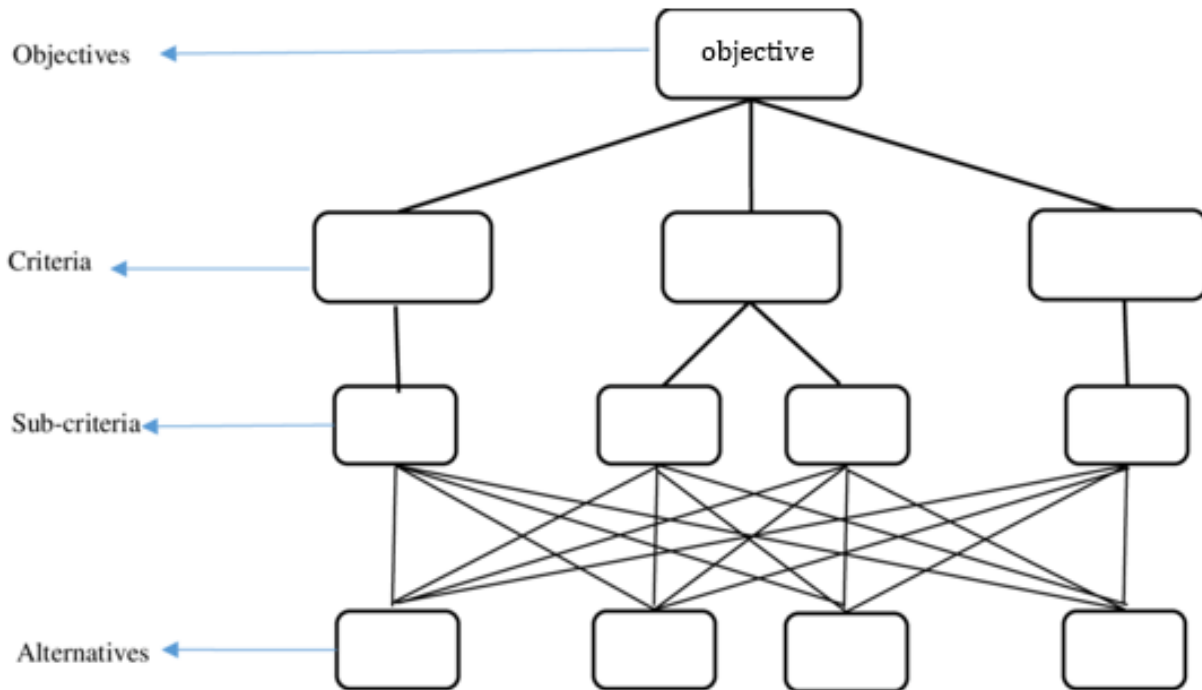 Objectives
objective
Criteria
Sub-criteria
Alternatives